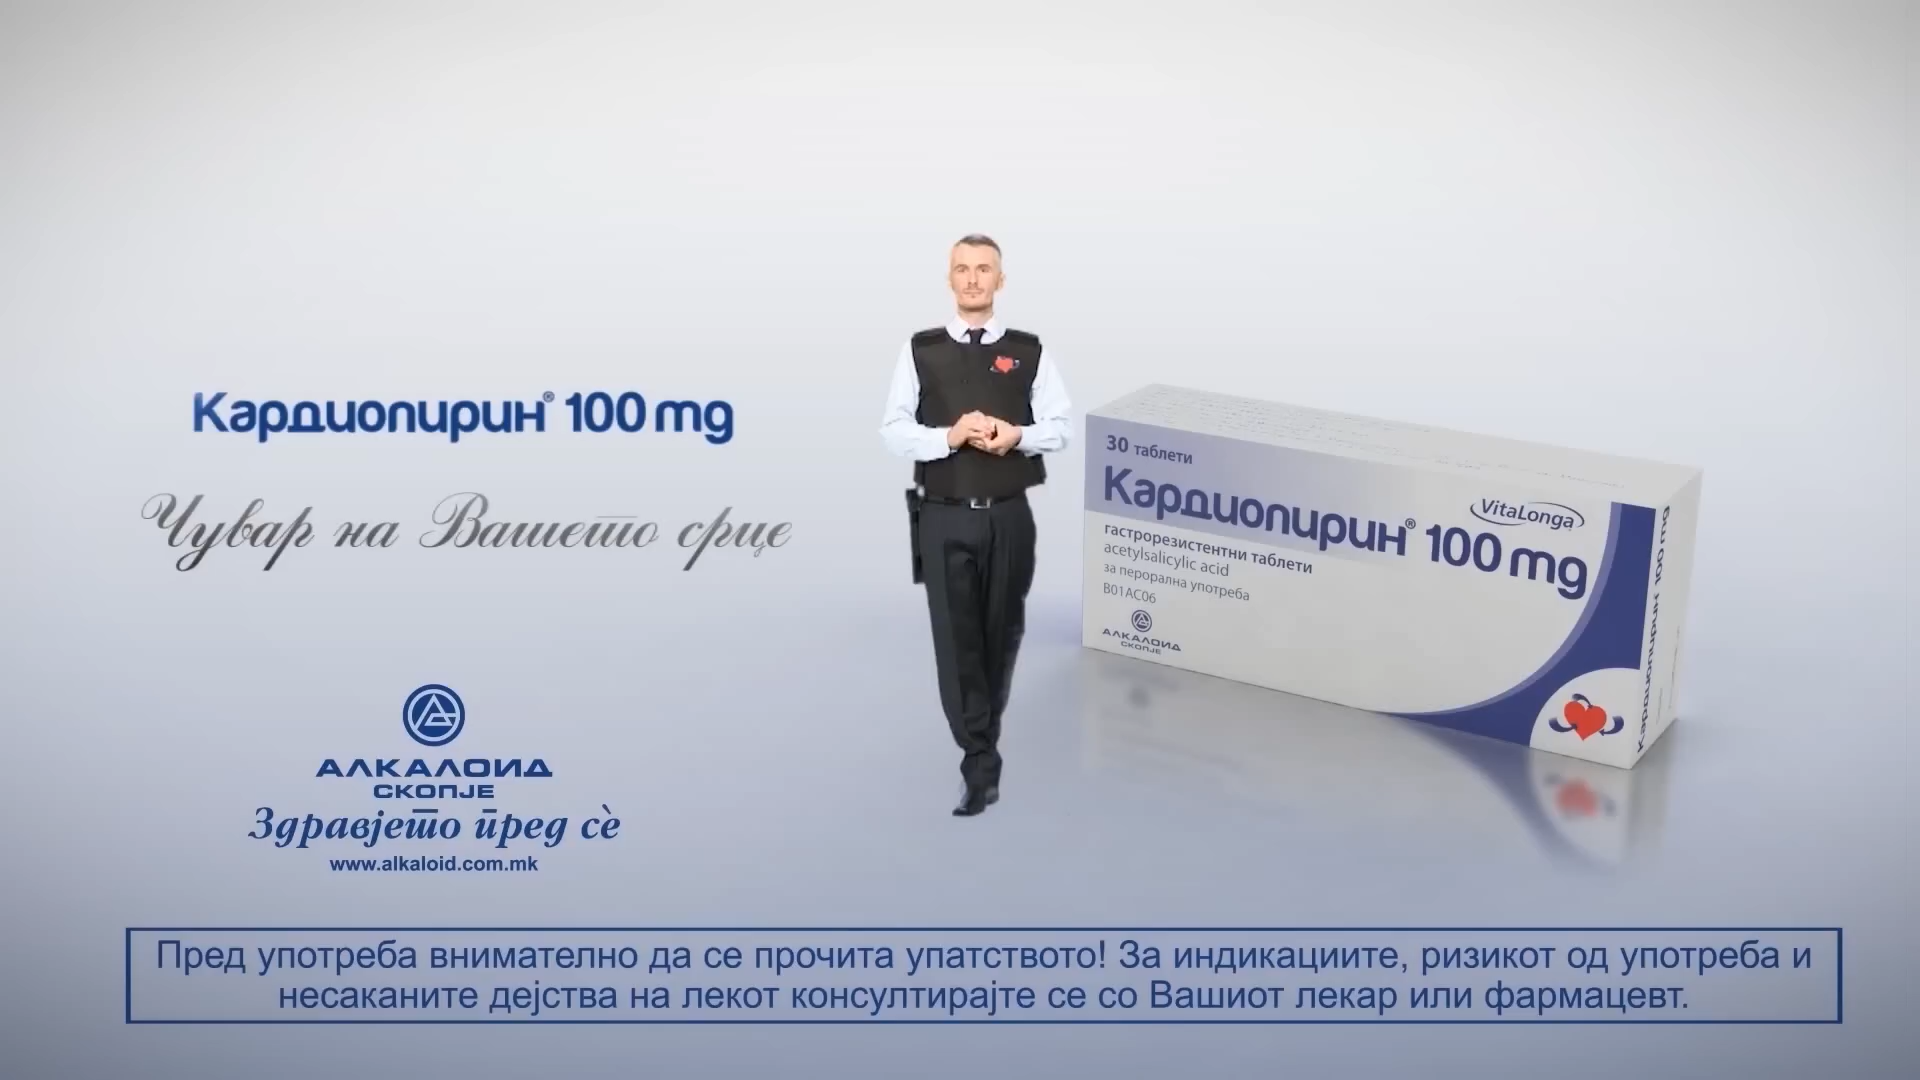 Кардиопирин® 100 mg
Чувар на Вашето срце
АЛКАЛОИД
СКОПЈЕ
Здравјето пред сѐ
www.alkaloid.com.mk
30 таблети
Кардиопирин® 100 mg
VitaLonga
гастрорезистентни таблети
acetylsalicylic acid
за перорална употреба
B01AC06
АЛКАЛОИД
СКОПЈЕ
Кардиопирин 100 mg
Пред употреба внимателно да се прочита упатството! За индикациите, ризикот од употреба и
несаканите дејства на лекот консултирајте се со Вашиот лекар или фармацевт.